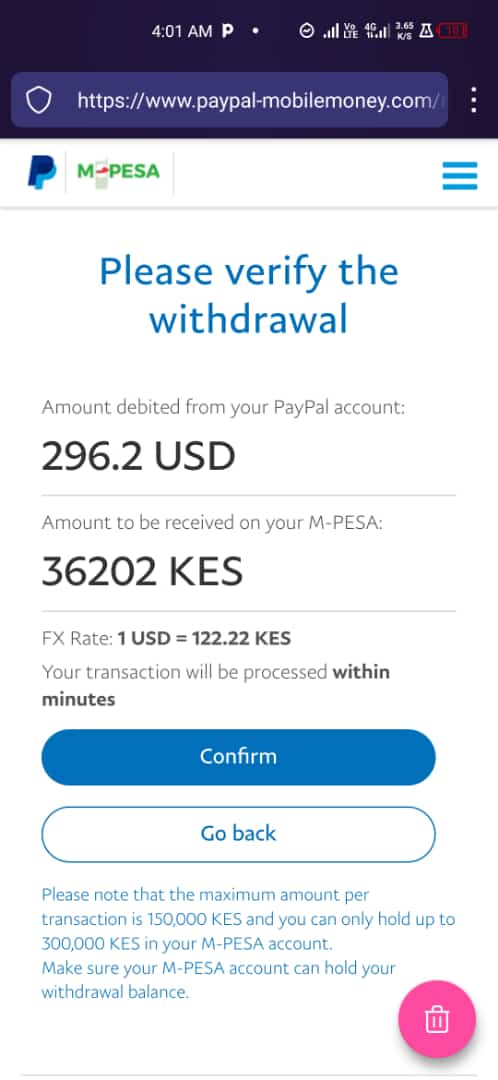 4:01 AM P • Vo LTE 4G 3.65 K/S
https://www.paypal-mobilemoney.com/
M-PESA
Please verify the
withdrawal
Amount debited from your PayPal account:
296.2 USD
Amount to be received on your M-PESA:
36202 KES
FX Rate: 1 USD = 122.22 KES
Your transaction will be processed within
minutes
Confirm
Go back
Please note that the maximum amount per
transaction is 150,000 KES and you can only hold up to
300,000 KES in your M-PESA account.
Make sure your M-PESA account can hold your
withdrawal balance.